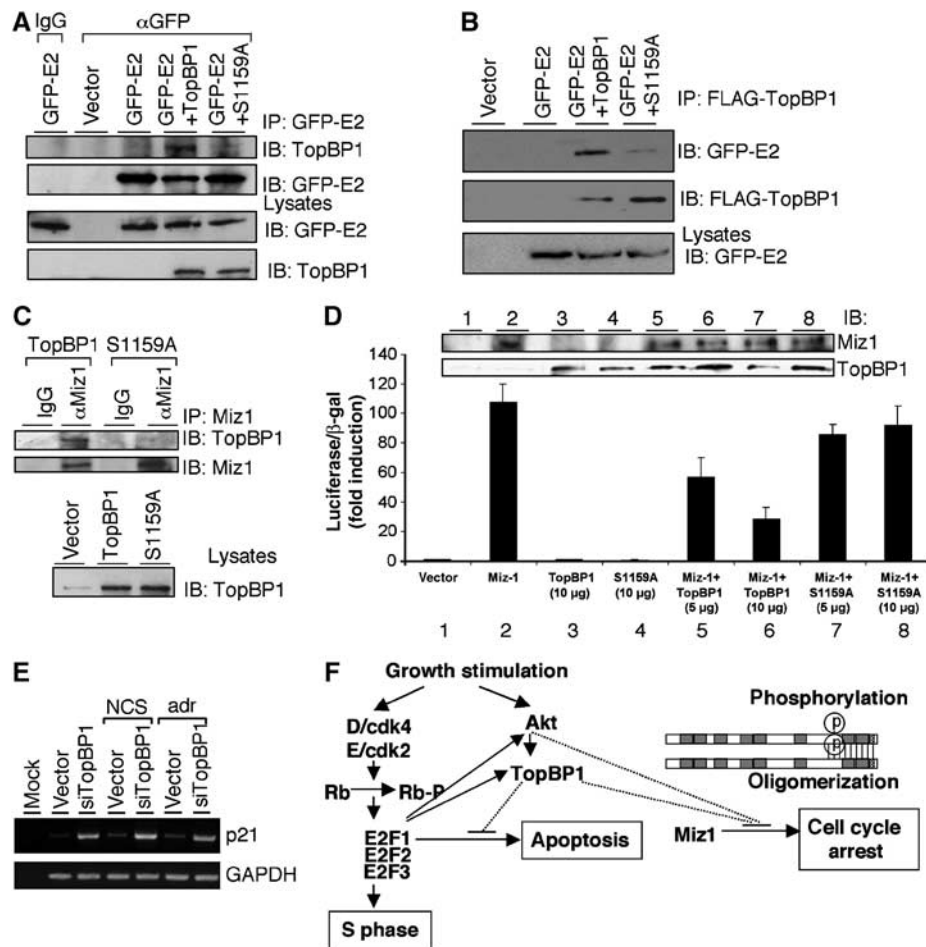 A
IgG
αGFP
GFP-E2
Vector
GFP-E2
GFP-E2
+TopBP1
GFP-E2
+S1159A
IP: GFP-E2
IB: TopBP1
IB: GFP-E2
Lysates
IB: GFP-E2
IB: TopBP1
B
Vector
GFP-E2
GFP-E2
+TopBP1
GFP-E2
+S1159A
IP: FLAG-TopBP1
IB: GFP-E2
IB: FLAG-TopBP1
Lysates
IB: GFP-E2
C
TopBP1
S1159A
IgG
αMiz1
IgG
αMiz1
IP: Miz1
IB: TopBP1
IB: Miz1
Vector
TopBP1
S1159A
Lysates
IB: TopBP1
D
1 2 3 4 5 6 7 8 IB:
Miz1
TopBP1
Luciferase/β-gal
(fold induction)
140
120
100
80
60
40
20
0
Vector
Miz-1
TopBP1
(10 µg)
S1159A
(10 µg)
Miz-1+
TopBP1
(5 µg)
Miz-1+
TopBP1
(10 µg)
Miz-1+
S1159A
(5 µg)
Miz-1+
S1159A
(10 µg)
1 2 3 4 5 6 7 8
E
NCS
adr
Mock
Vector
siTopBP1
Vector
siTopBP1
Vector
siTopBP1
p21
GAPDH
F
Growth stimulation
D/cdk4
E/cdk2
Akt
TopBP1
Rb
Rb-P
E2F1
E2F2
E2F3
Apoptosis
S phase
Miz1
Cell cycle
arrest
Phosphorylation
p
p
Oligomerization